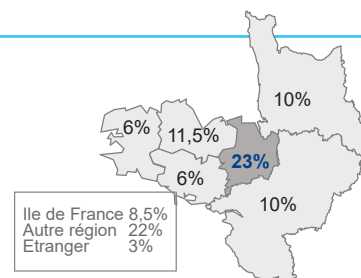 10%
6%
11,5%
23%
6%
10%
Ile de France 8,5%
Autre région 22%
Etranger 3%